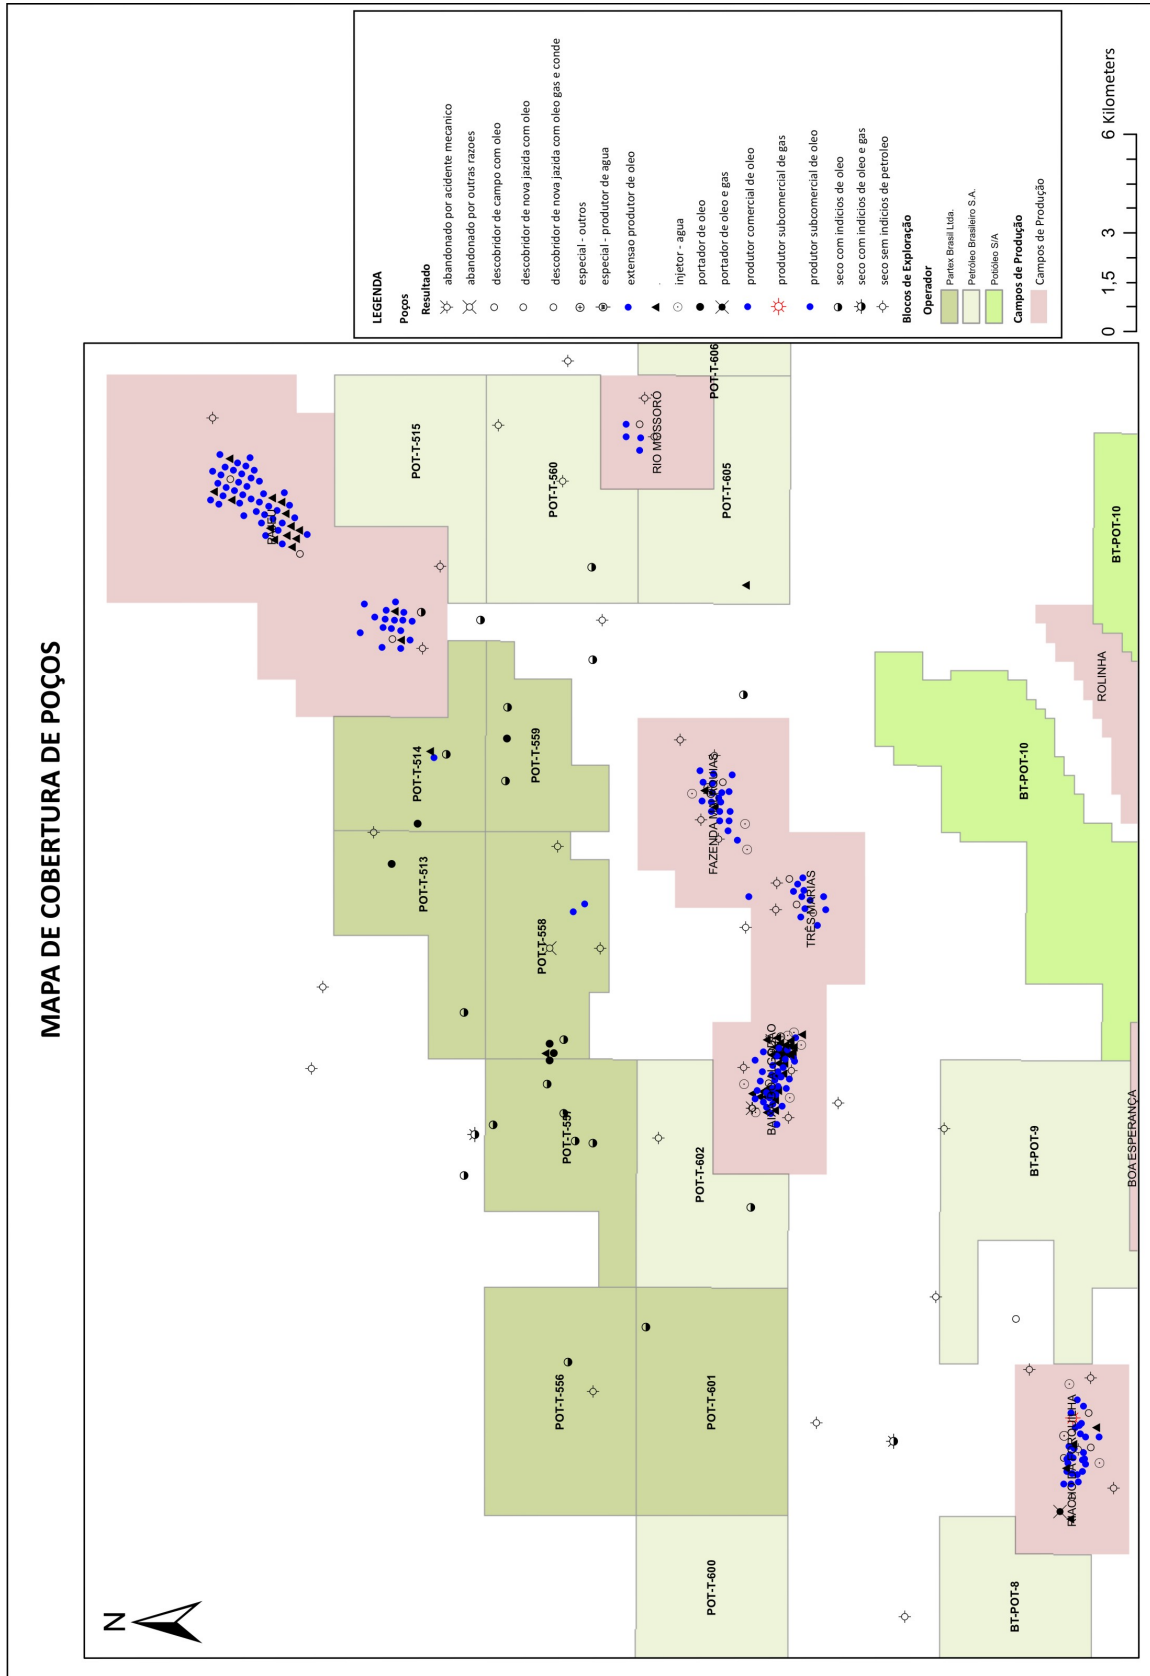 MAPA DE COBERTURA DE POÇOS
N
POT-T-515
POT-T-560
POT-T-605
POT-T-606
RIO MOSSORÓ
POT-T-514
POT-T-559
POT-T-513
POT-T-558
POT-T-557
POT-T-602
POT-T-556
POT-T-601
POT-T-600
TRÊS MARIAS
BT-POT-10
BT-POT-10
ROLINHA
BT-POT-9
BOA ESPERANÇA
BT-POT-8
LEGENDA
Poços
Resultado
abandonado por acidente mecanico
abandonado por outras razoes
descobridor de campo com oleo
descobridor de nova jazida com oleo
descobridor de nova jazida com oleo gas e conde
especial - outros
especial - produtor de agua
extensao produtor de oleo
.
injetor - agua
portador de oleo
portador de oleo e gas
produtor comercial de oleo
produtor subcomercial de gas
produtor subcomercial de oleo
seco com indícios de oleo
seco com indícios de oleo e gas
seco sem indicios de petroleo
Blocos de Exploração
Operador
Partex Brasil Ltda.
Petróleo Brasileiro S.A.
Potióleo S/A
Campos de Produção
Campos de Produção
0 1,5 3 6 Kilometers